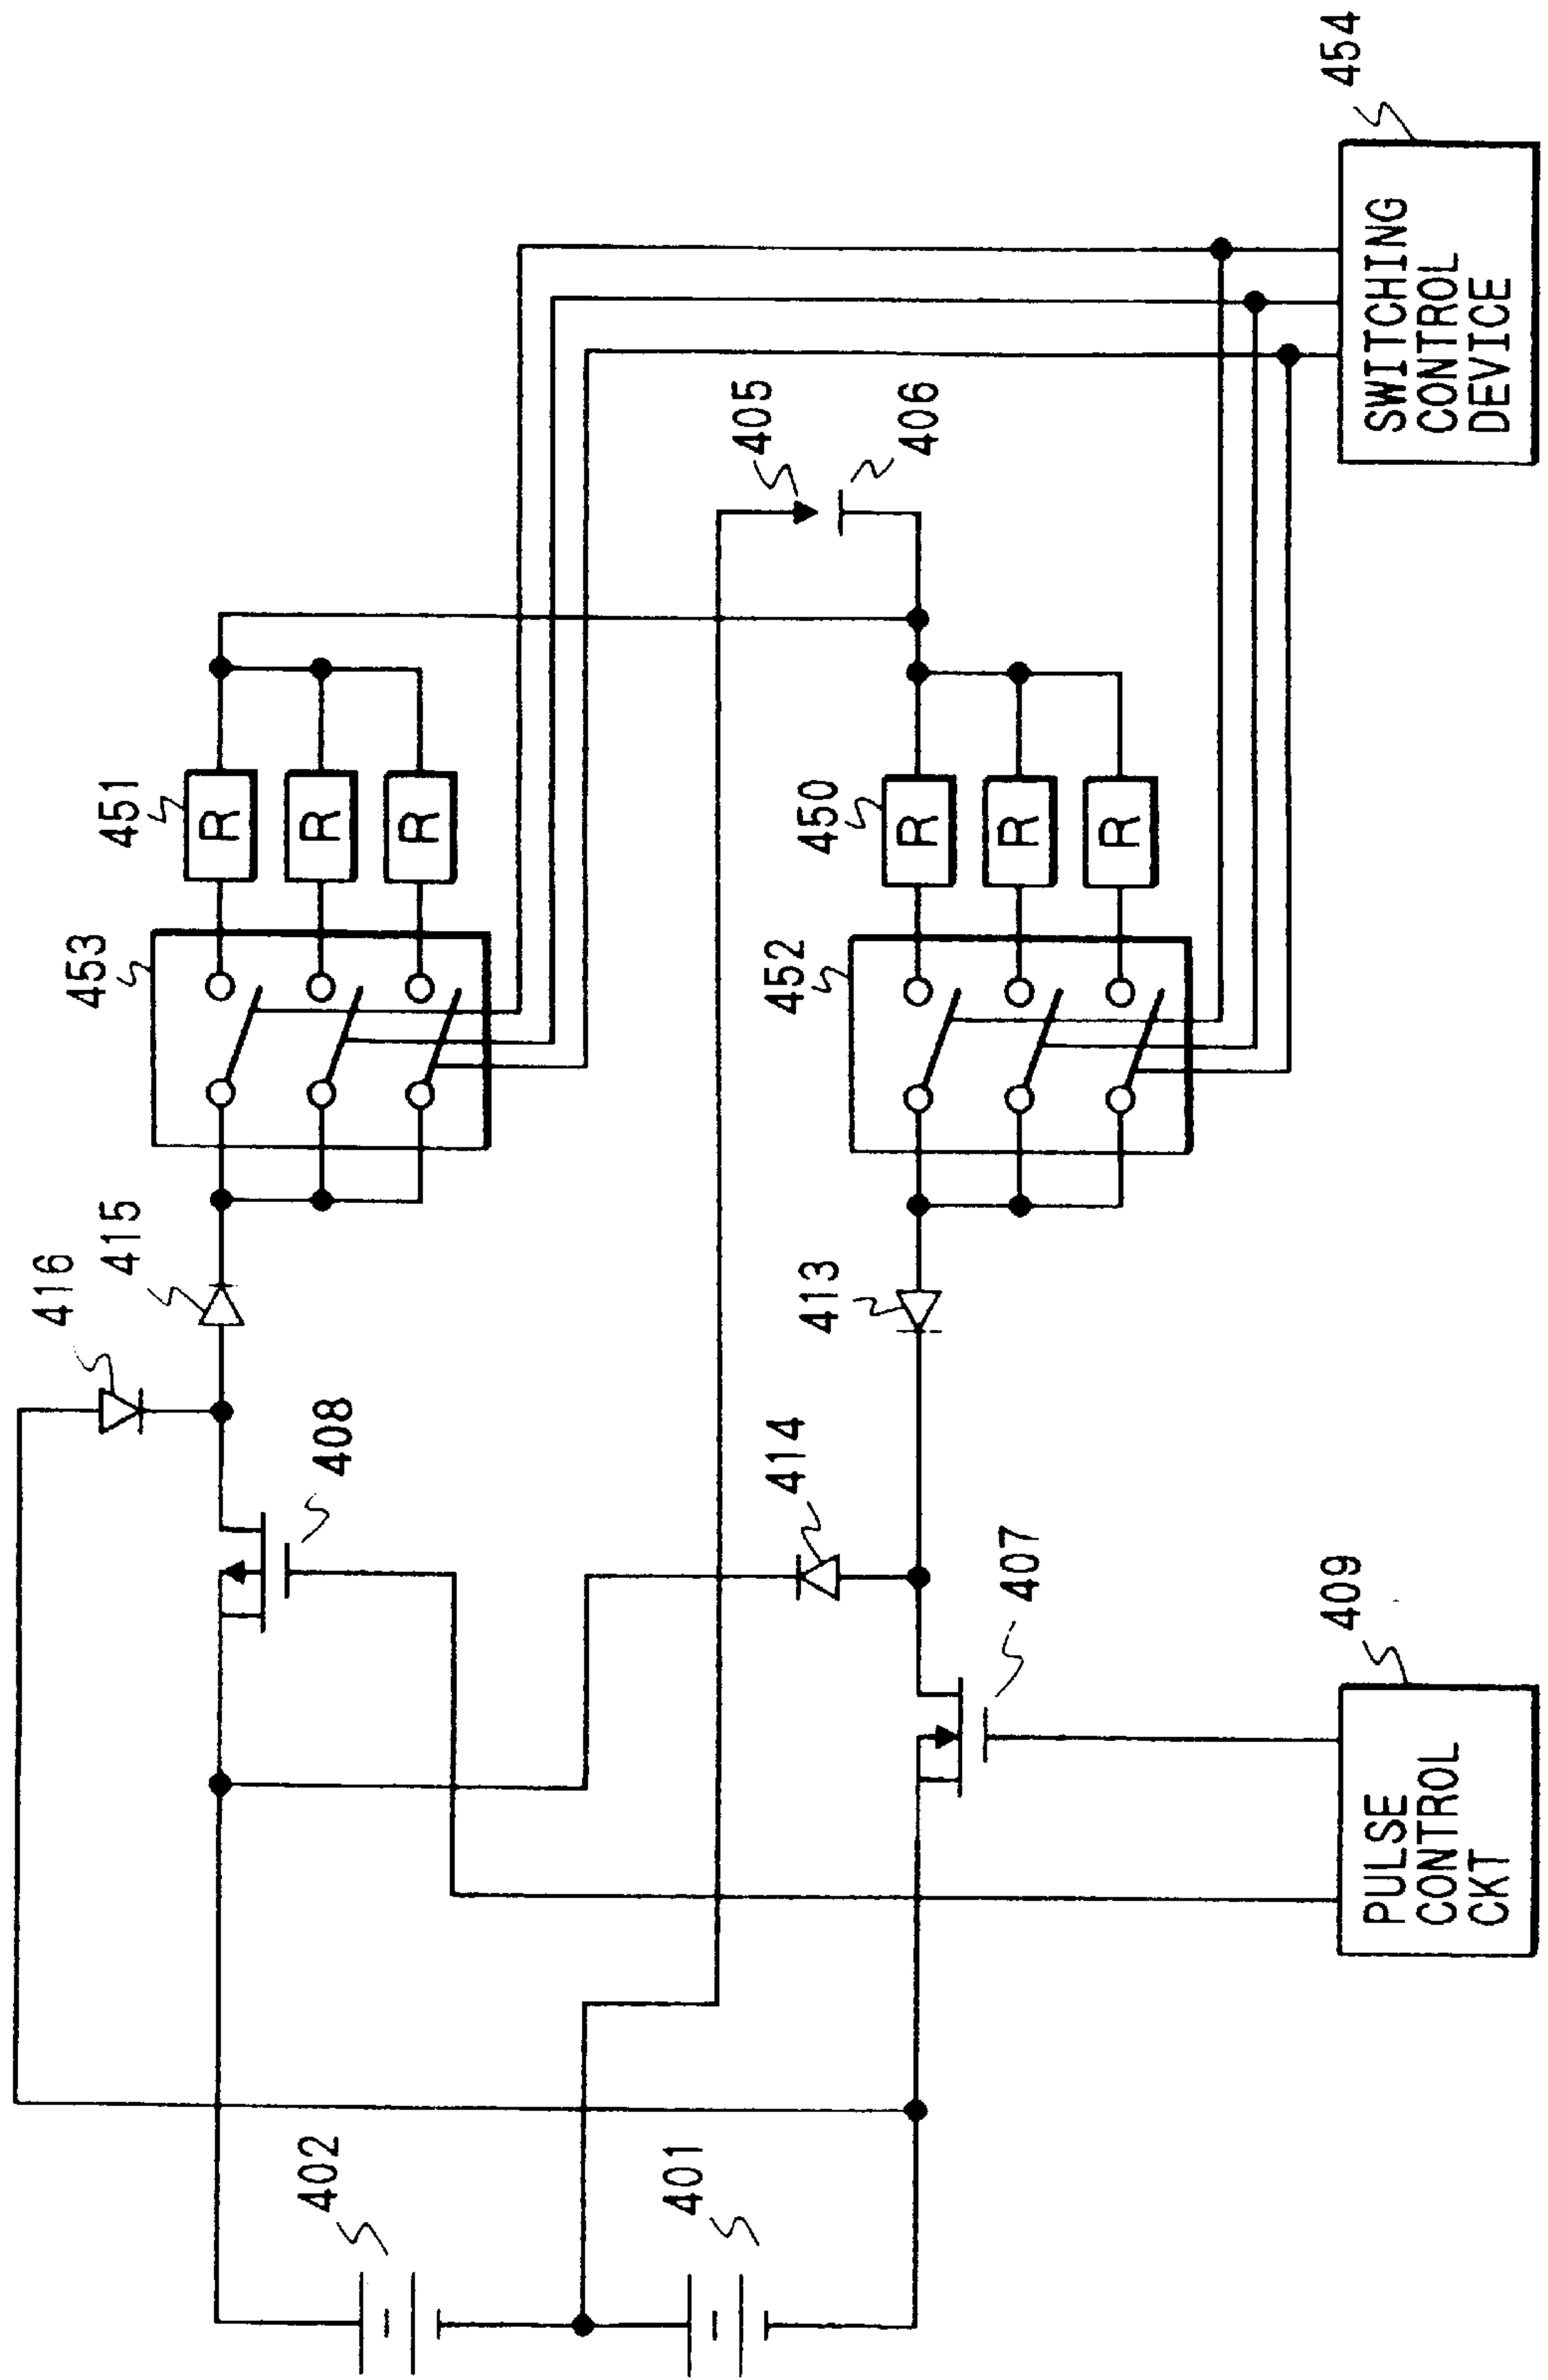 416
415
453
451
408
454
402
405
406
414
413
452
450
401
407
409
PULSE
CONTROL
CKT
SWITCHING
CONTROL
DEVICE
R
R
R
R
R
R